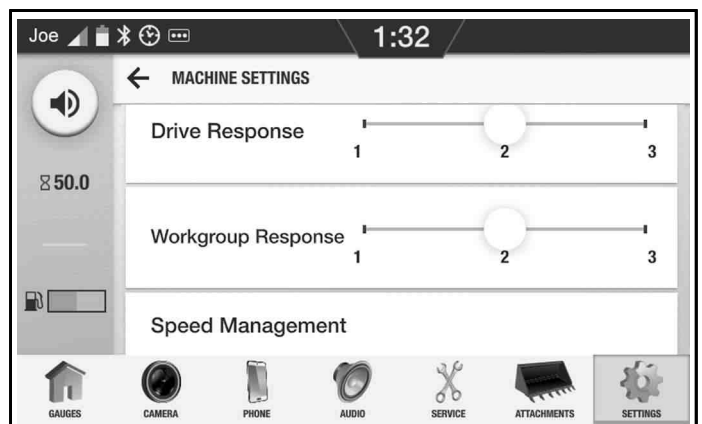 Joe 1:32
MACHINE SETTINGS
Drive Response
1 2 3
50.0
Workgroup Response
1 2 3
Speed Management
GAUGES CAMERA PHONE AUDIO SERVICE ATTACHMENTS SETTINGS